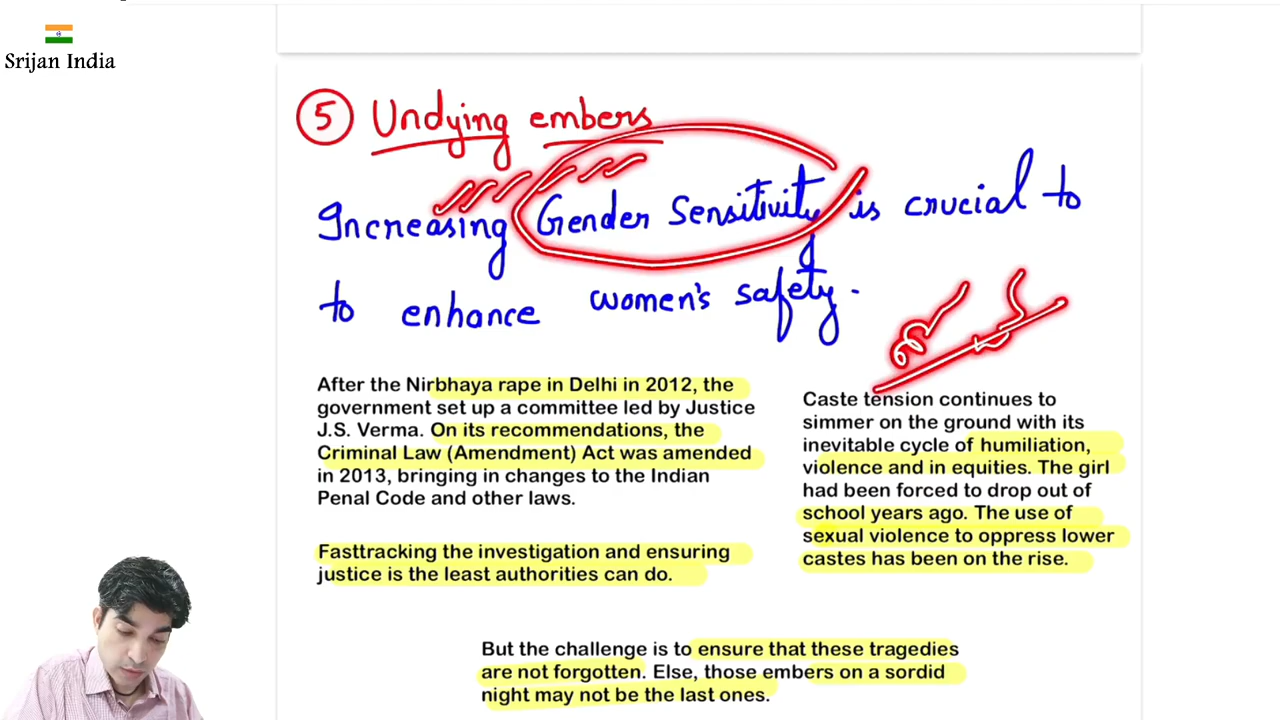 Srijan India
5 Undying embers
Increasing Gender Sensitivity is crucial to
to enhance women's safety.
After the Nirbhaya rape in Delhi in 2012, the
government set up a committee led by Justice
J.S. Verma. On its recommendations, the
Criminal Law (Amendment) Act was amended
in 2013, bringing in changes to the Indian
Penal Code and other laws.
Fasttracking the investigation and ensuring
justice is the least authorities can do.
Caste tension continues to
simmer on the ground with its
inevitable cycle of humiliation,
violence and in equities. The girl
had been forced to drop out of
school years ago. The use of
sexual violence to oppress lower
castes has been on the rise.
But the challenge is to ensure that these tragedies
are not forgotten. Else, those embers on a sordid
night may not be the last ones.